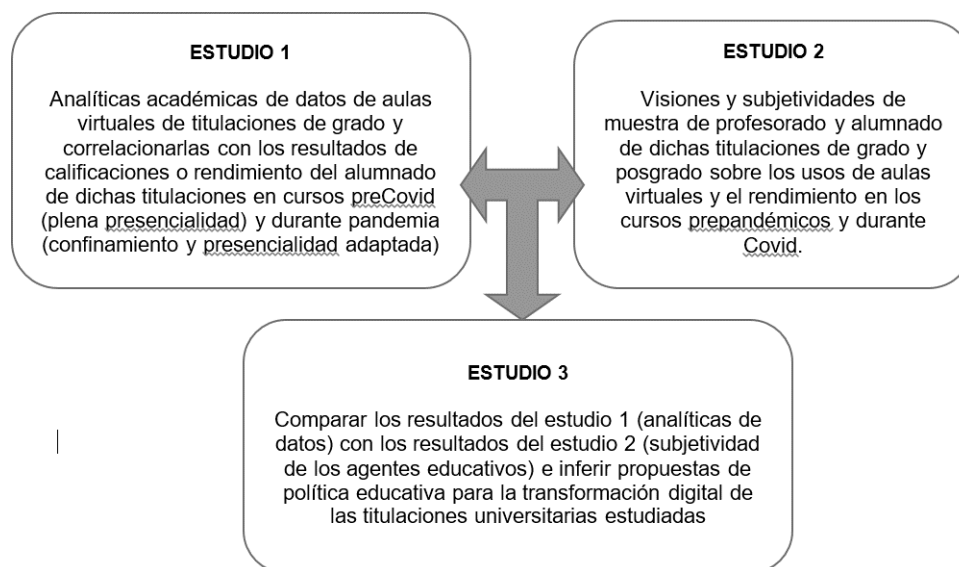 ESTUDIO 1
Analíticas académicas de datos de aulas
virtuales de titulaciones de grado y
correlacionarlas con los resultados de
calificaciones o rendimiento del alumnado
de dichas titulaciones en cursos preCovid
(plena presencialidad) y durante pandemia
(confinamiento y presencialidad adaptada)
ESTUDIO 2
Visiones y subjetividades de
muestra de profesorado y alumnado
de dichas titulaciones de grado y
posgrado sobre los usos de aulas
virtuales y el rendimiento en los
cursos prepandémicos y durante
Covid.
ESTUDIO 3
Comparar los resultados del estudio 1 (analíticas de
datos) con los resultados del estudio 2 (subjetividad
de los agentes educativos) e inferir propuestas de
política educativa para la transformación digital de
las titulaciones universitarias estudiadas